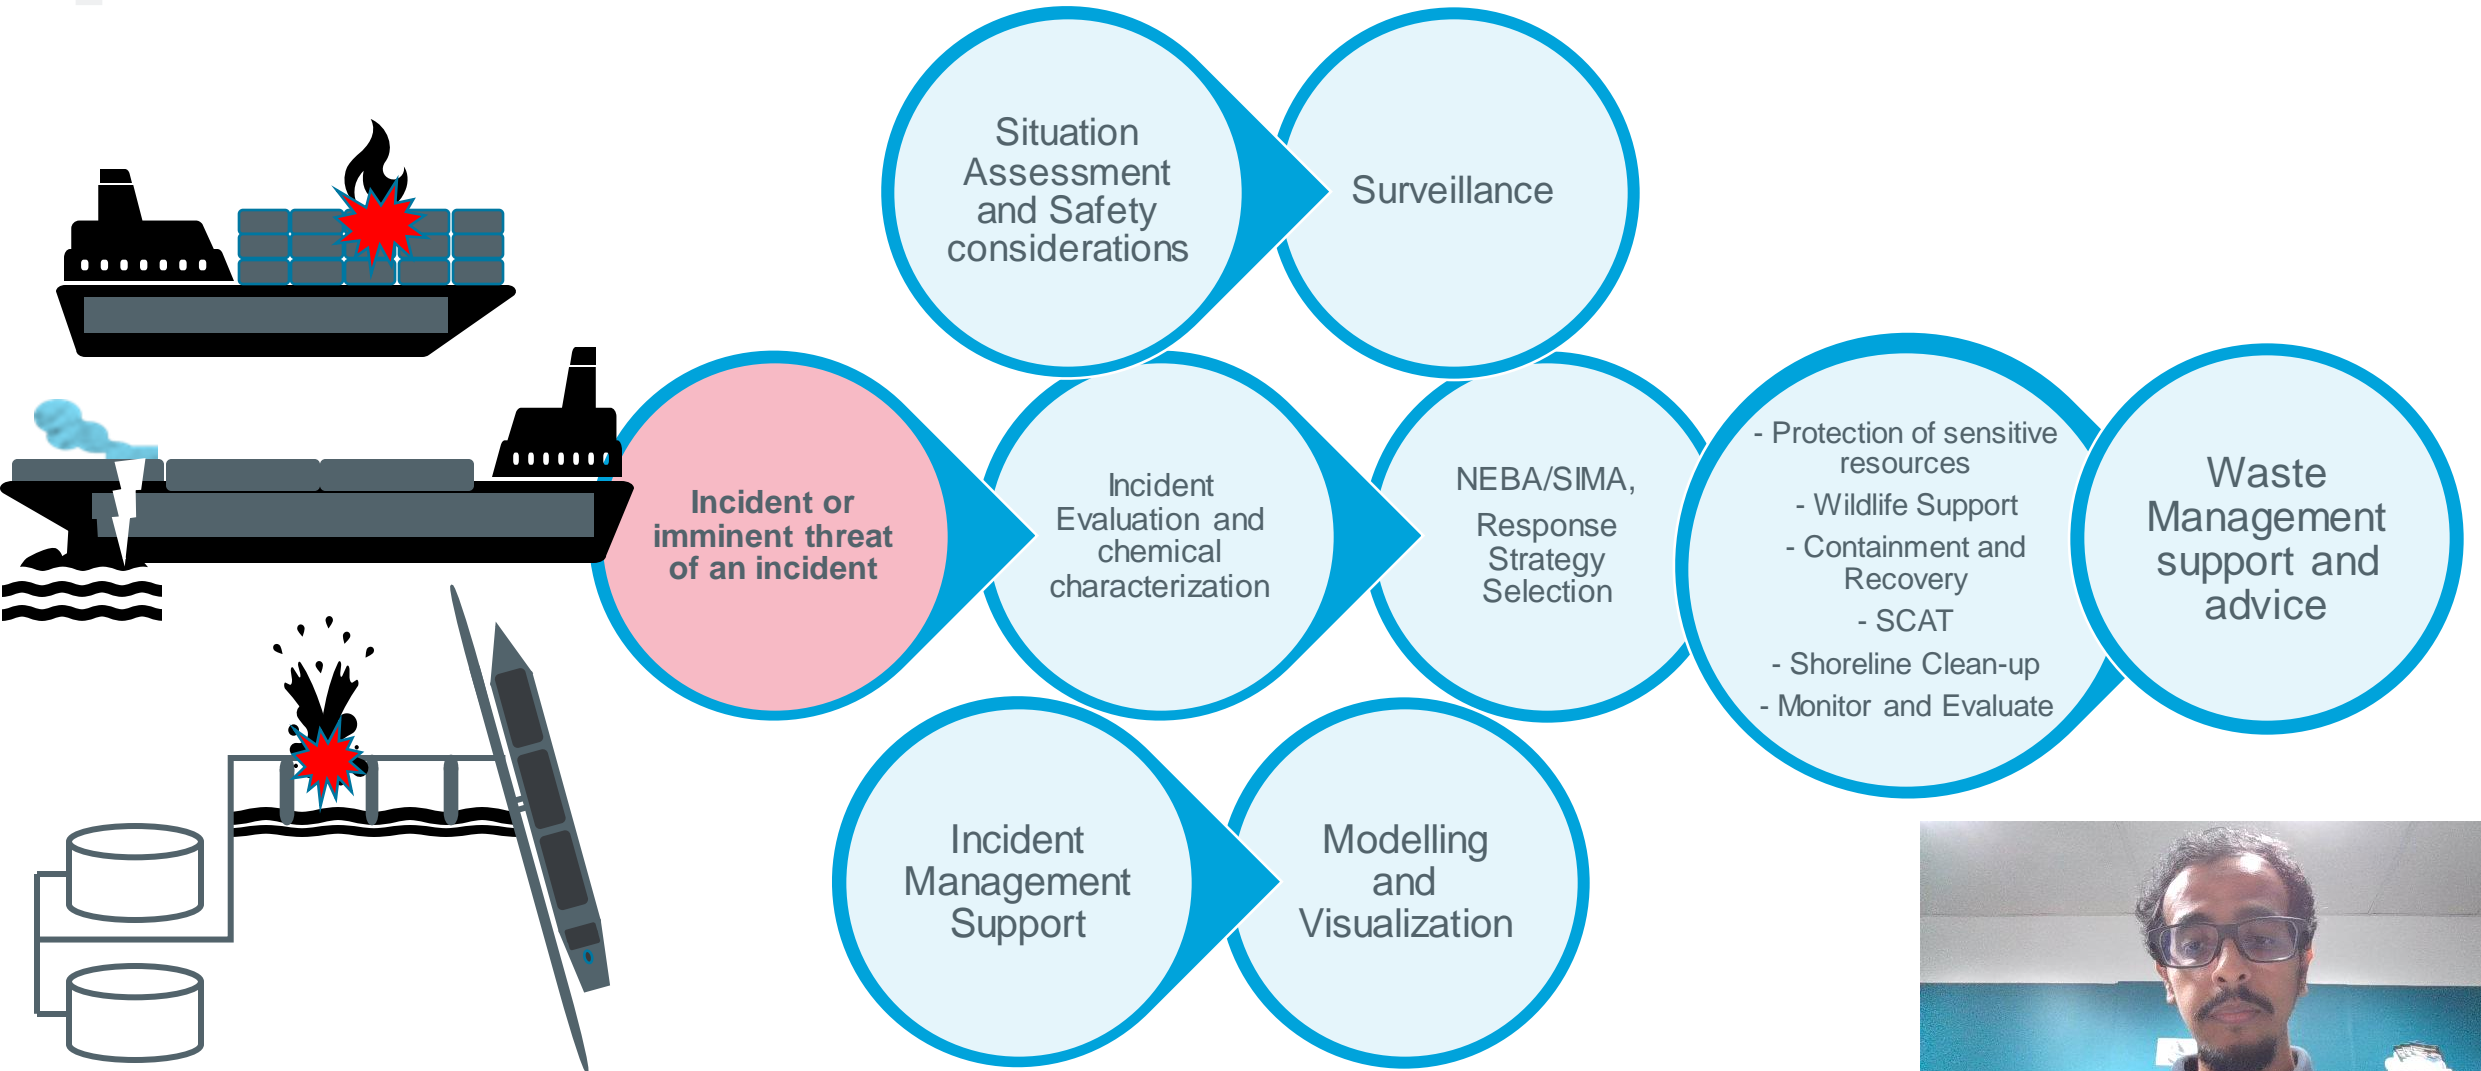 Situation
Assessment
and Safety
considerations
Surveillance
Incident or
imminent threat
of an incident
Incident
Evaluation and
chemical
characterization
NEBA/SIMA,
Response
Strategy
Selection
- Protection of sensitive
resources
- Wildlife Support
- Containment and
Recovery
- SCAT
- Shoreline Clean-up
- Monitor and Evaluate
Waste
Management
support and
advice
Incident
Management
Support
Modelling
and
Visualization